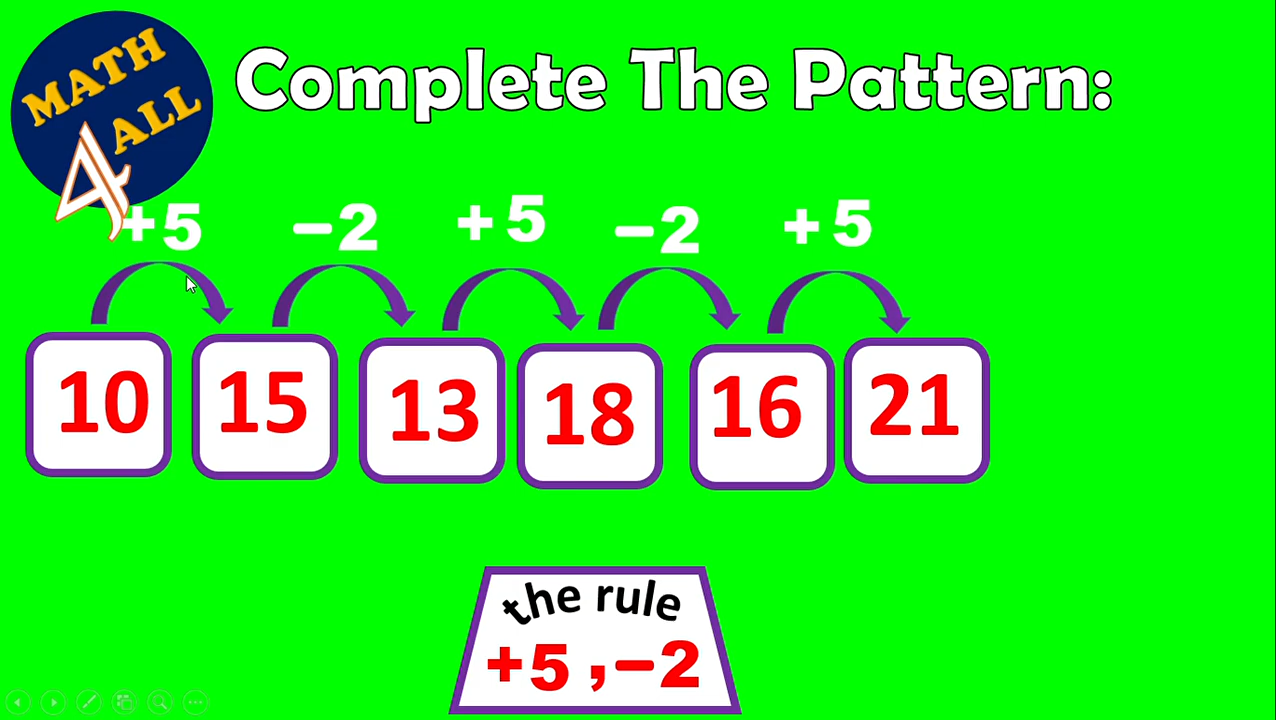 MATH
4 ALL
Complete The Pattern:
+5 −2 +5 −2 +5
10 15 13 18 16 21
the rule
+5 ,−2